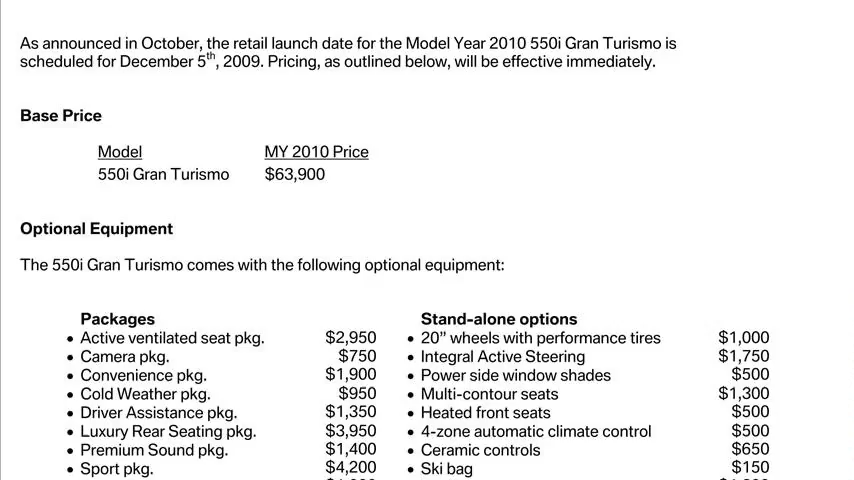 As announced in October, the retail launch date for the Model Year 2010 550i Gran Turismo is
scheduled for December 5th, 2009. Pricing, as outlined below, will be effective immediately.
Base Price
Model MY 2010 Price
550i Gran Turismo $63,900
Optional Equipment
The 550i Gran Turismo comes with the following optional equipment:
Packages Stand-alone options
• Active ventilated seat pkg. $2,950 • 20” wheels with performance tires $1,000
• Camera pkg. $750 • Integral Active Steering $1,750
• Convenience pkg. $1,900 • Power side window shades $500
• Cold Weather pkg. $950 • Multi-contour seats $1,300
• Driver Assistance pkg. $1,350 • Heated front seats $500
• Luxury Rear Seating pkg. $3,950 • 4-zone automatic climate control $500
• Premium Sound pkg. $1,400 • Ceramic controls $650
• Sport pkg. $4,200 • Ski bag $150